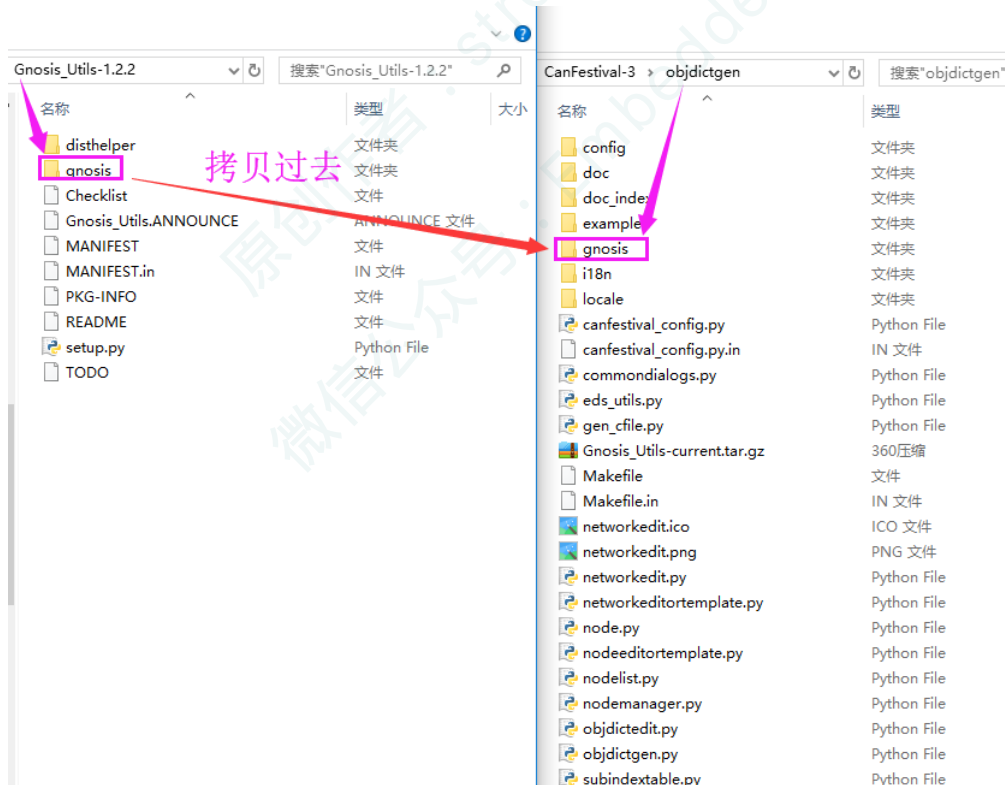 Gnosis_Utils-1.2.2
搜索"Gnosis_Utils-1.2.2"
名称
类型
大小
disthelper
文件夹
gnosis
文件夹
Checklist
文件
Gnosis_Utils.ANNOUNCE
ANNOUNCE 文件
MANIFEST
文件
MANIFEST.in
IN 文件
PKG-INFO
文件
README
文件
setup.py
Python File
TODO
文件
拷贝过去
CanFestival-3 › objdictgen
搜索"objdictgen"
名称
类型
config
文件夹
doc
文件夹
doc_index
文件夹
example
文件夹
gnosis
文件夹
i18n
文件夹
locale
文件夹
canfestival_config.py
Python File
canfestival_config.py.in
IN 文件
commondialogs.py
Python File
eds_utils.py
Python File
gen_cfile.py
Python File
Gnosis_Utils-current.tar.gz
360压缩
Makefile
文件
Makefile.in
IN 文件
networkedit.ico
ICO 文件
networkedit.png
PNG 文件
networkedit.py
Python File
networkeditortemplate.py
Python File
node.py
Python File
nodeeditortemplate.py
Python File
nodelist.py
Python File
nodemanager.py
Python File
objdictedit.py
Python File
objdictgen.py
Python File
subindextable.py
Python File